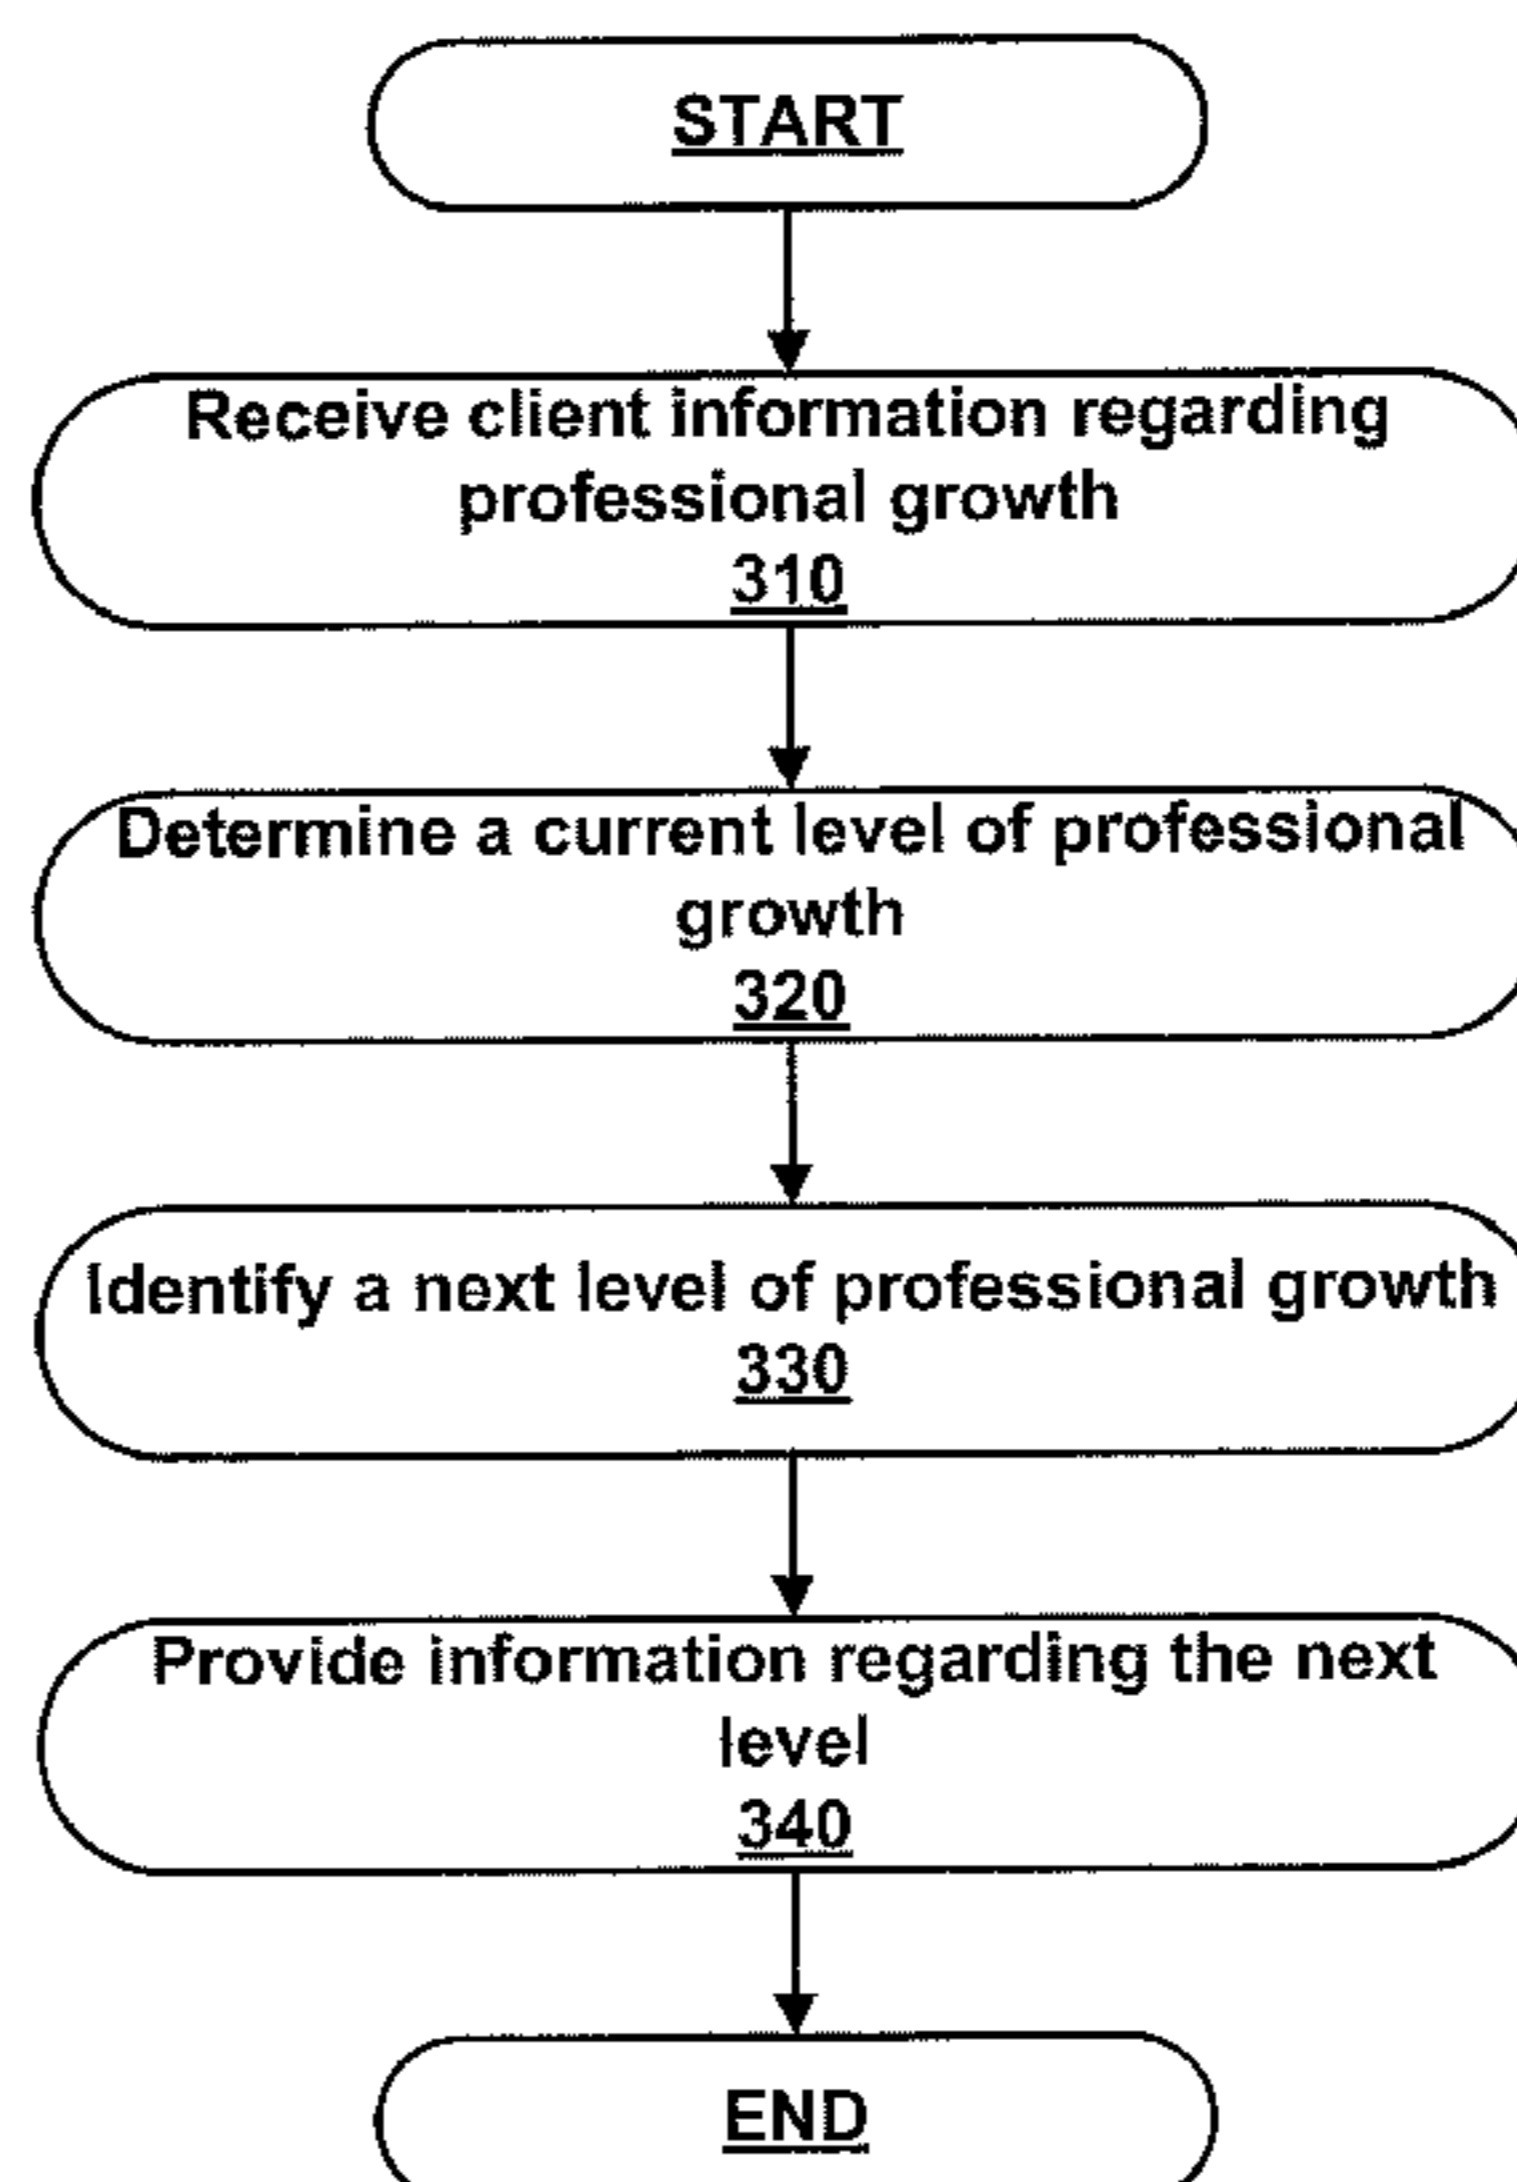 START
Receive client information regarding
professional growth
310
Determine a current level of professional
growth
320
Identify a next level of professional growth
330
Provide information regarding the next
level
340
END